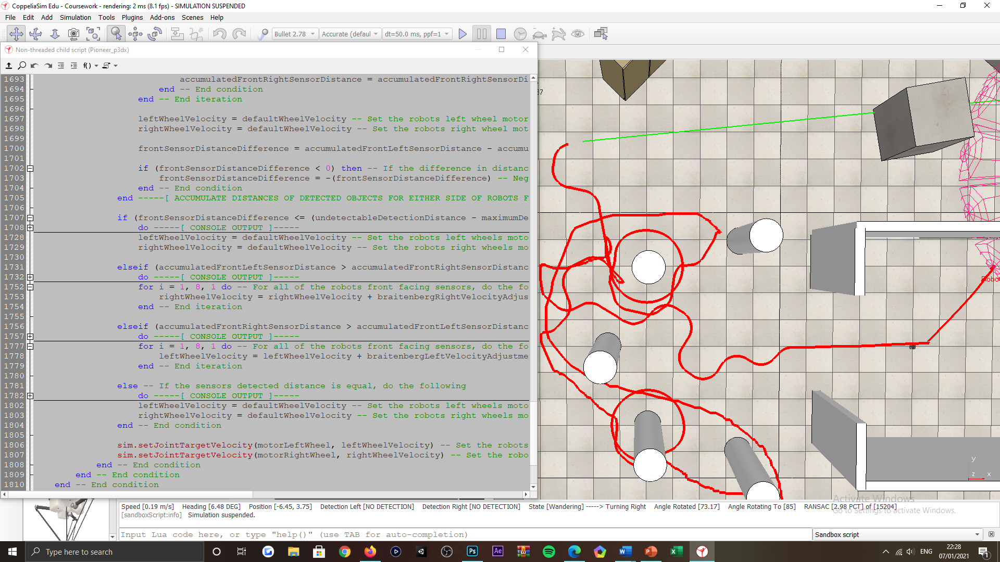 CoppeliaSim Edu - Coursework - rendering: 2 ms (8.1 fps) - SIMULATION SUSPENDED
File Edit Add Simulation Tools Plugins Add-ons Scenes Help
Bullet 2.78 Accurate (defaul dt=50.0 ms, ppf=1
Non-threaded child script (Pioneer_p3dx)
f()
1693 accumulatedFrontRightSensorDistance = accumulatedFrontRightSensorDi
1694 end -- End condition
1695 end -- End iteration
1696
1697 leftWheelVelocity = defaultWheelVelocity -- Set the robots left wheel motor
1698 rightWheelVelocity = defaultWheelVelocity -- Set the robots right wheel mot
1699
1700 frontSensorDistanceDifference = accumulatedFrontLeftSensorDistance - accumu
1701
1702 if (frontSensorDistanceDifference < 0) then -- If the difference in distanc
1703 frontSensorDistanceDifference = -(frontSensorDistanceDifference) -- Neg
1704 end -- End condition
1705 end -----[ ACCUMULATE DISTANCES OF DETECTED OBJECTS FOR EITHER SIDE OF ROBOTS F
1706
1707 if (frontSensorDistanceDifference <= (undetectableDetectionDistance - maximumDe
1708 do -----[ CONSOLE OUTPUT ]-----
1728 leftWheelVelocity = defaultWheelVelocity -- Set the robots left wheels moto
1729 rightWheelVelocity = defaultWheelVelocity -- Set the robots right wheels mo
1730
1731 elseif (accumulatedFrontLeftSensorDistance > accumulatedFrontRightSensorDistanc
1732 do -----[ CONSOLE OUTPUT ]-----
1752 for i = 1, 8, 1 do -- For all of the robots front facing sensors, do the fo
1753 rightWheelVelocity = rightWheelVelocity + braitenbergRightVelocityAdjus
1754 end -- End iteration
1755
1756 elseif (accumulatedFrontRightSensorDistance > accumulatedFrontLeftSensorDistanc
1757 do -----[ CONSOLE OUTPUT ]-----
1777 for i = 1, 8, 1 do -- For all of the robots front facing sensors, do the fo
1778 leftWheelVelocity = leftWheelVelocity + braitenbergLeftVelocityAdjustme
1779 end -- End iteration
1780
1781 else -- If the sensors detected distance is equal, do the following
1782 do -----[ CONSOLE OUTPUT ]-----
1802 leftWheelVelocity = defaultWheelVelocity -- Set the robots left wheels moto
1803 rightWheelVelocity = defaultWheelVelocity -- Set the robots right wheels mo
1804 end -- End condition
1805
1806 sim.setJointTargetVelocity(motorLeftWheel, leftWheelVelocity) -- Set the robots
1807 sim.setJointTargetVelocity(motorRightWheel, rightWheelVelocity) -- Set the robo
1808 end -- End condition
1809 end -- End condition
1810 end -- End condition
37
Robot
y
z x
Activate Windows
Go to Settings to activate Windows.
Speed [0.19 m/s] Heading [6.48 DEG] Position [-6.45, 3.75] Detection Left [NO DETECTION] Detection Right [NO DETECTION] State [Wandering] -----> Turning Right Angle Rotated [73.17] Angle Rotating To [85] RANSAC [2.98 PCT] of [15204]
[sandboxScript:info] Simulation suspended.
Input Lua code here, or type "help()" (use TAB for auto-completion)
Sandbox script
Type here to search
Ps
Ae
ENG
22:28
07/01/2021
1